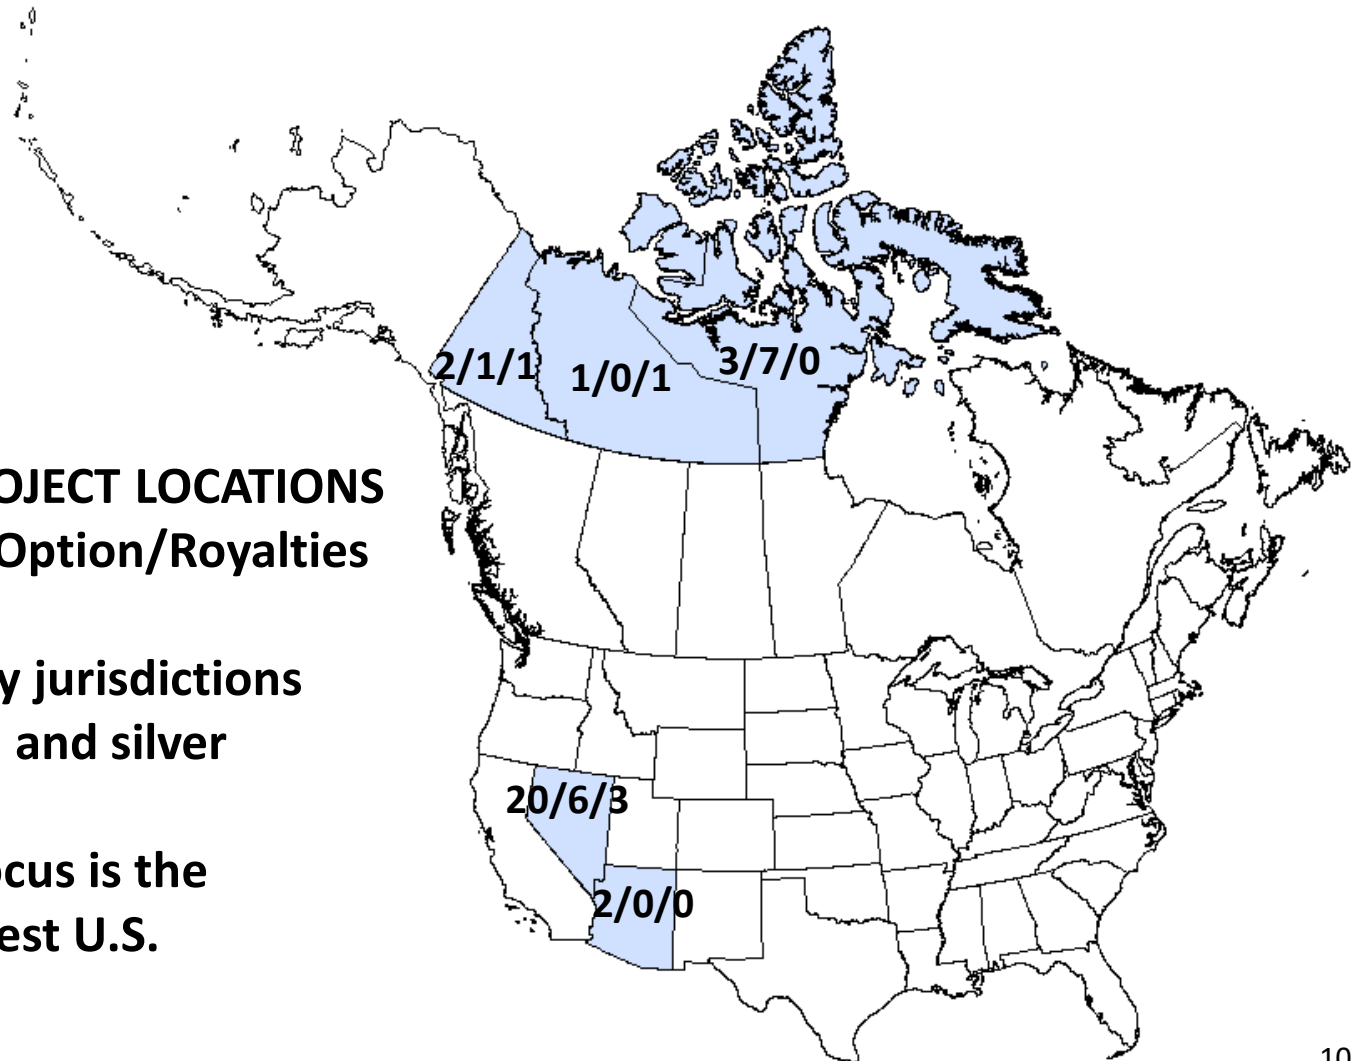 2/1/1
1/0/1
3/7/0
OJECT LOCATIONS
Option/Royalties
y jurisdictions
and silver
20/6/3
ocus is the
2/0/0
est U.S.
10